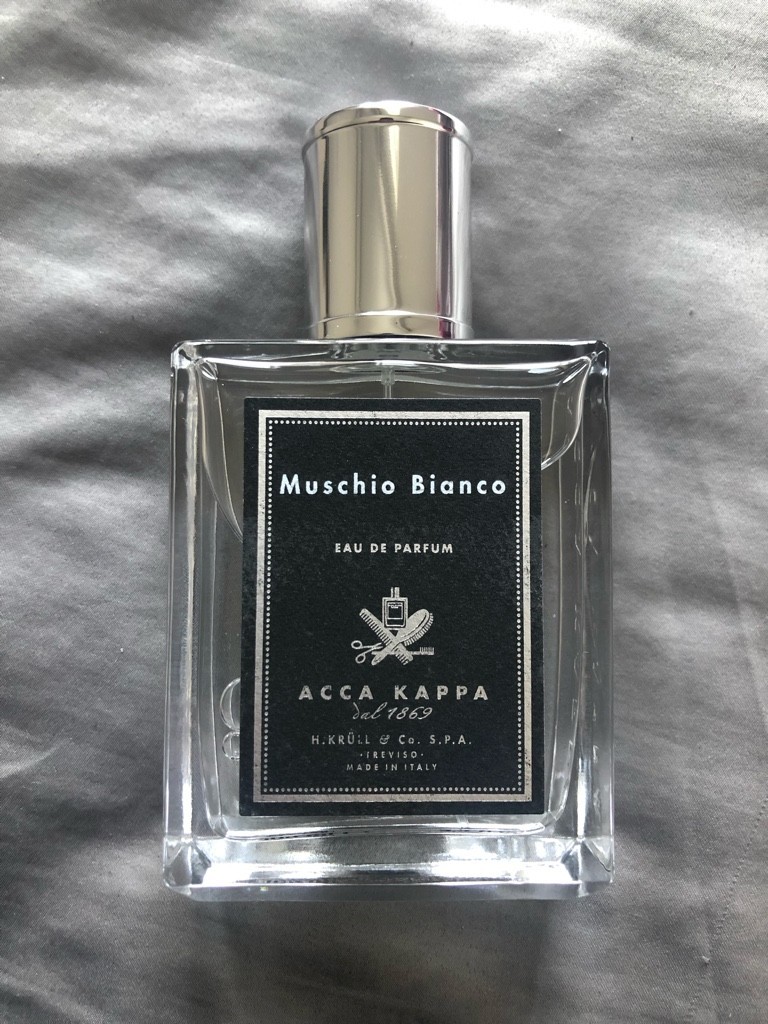 Muschio Bianco
EAU DE PARFUM
ACCA KAPPA
dal 1869
H.KRÜLL & Co. S.P.A.
·TREVISO·
MADE IN ITALY